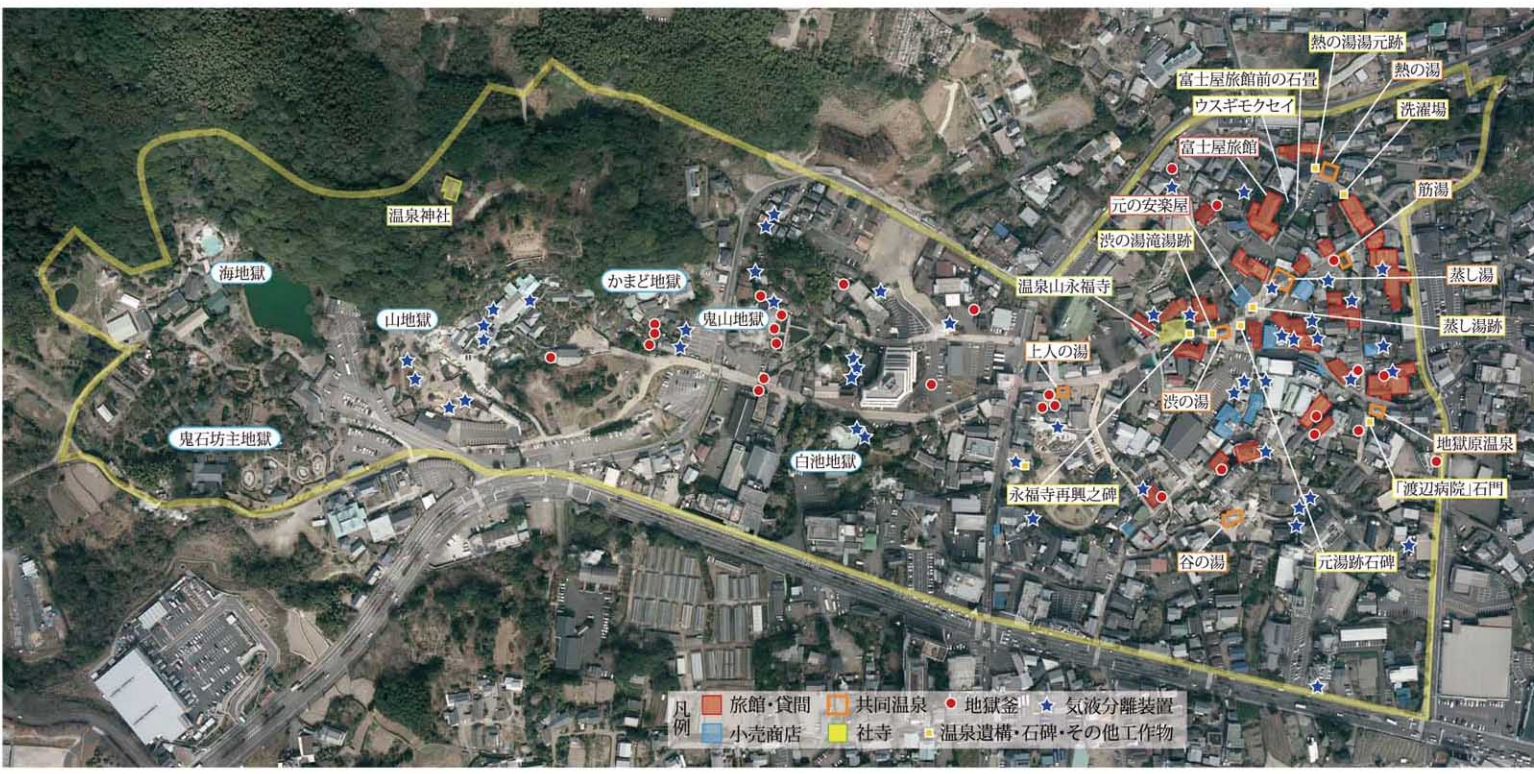 熱の湯湯元跡
富士屋旅館前の石畳
熱の湯
ウスギモクセイ
洗濯場
富士屋旅館
筋湯
元の安楽屋
温泉神社
渋の湯滝湯跡
海地獄
かまど地獄
蒸し湯
温泉山永福寺
山地獄
鬼山地獄
蒸し湯跡
上人の湯
渋の湯
鬼石坊主地獄
地獄原温泉
白池地獄
永福寺再興之碑
「渡辺病院」石門
谷の湯
元湯跡石碑
凡例
旅館・貸間
共同温泉
地獄釜
気液分離装置
小売商店
社寺
温泉遺構・石碑・その他工作物